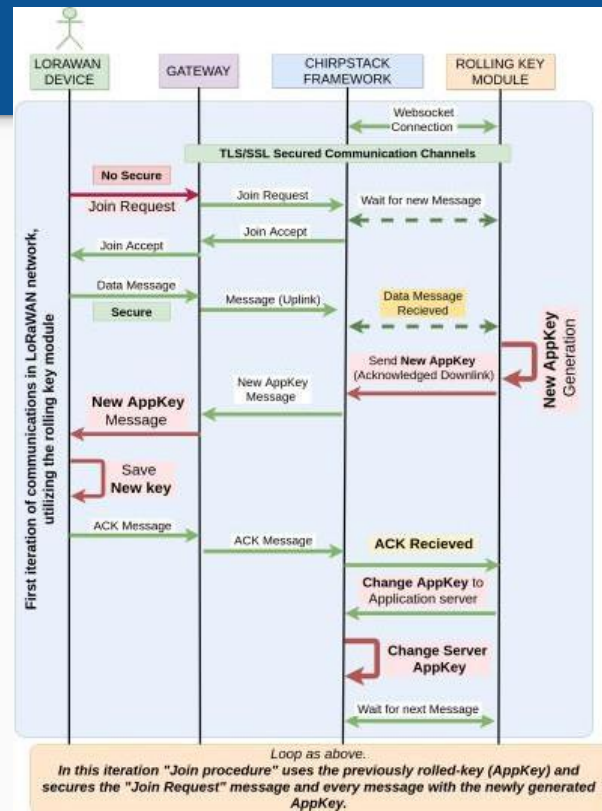 LORAWAN
DEVICE
GATEWAY
CHIRPSTACK
FRAMEWORK
ROLLING KEY
MODULE
Websocket
Connection
TLS/SSL Secured Communication Channels
No Secure
Join Request
Join Request
Wait for new Message
Join Accept
Join Accept
Data Message
Secure
Message (Uplink)
Data Message
Recieved
New AppKey
Generation
Send New AppKey
(Acknowledged Downlink)
New AppKey
Message
New AppKey
Message
Save
New key
ACK Message
ACK Message
ACK Recieved
Change AppKey to
Application server
Change Server
AppKey
Wait for next Message
First iteration of communications in LoRaWAN network,
utilizing the rolling key module
Loop as above.
In this iteration "Join procedure" uses the previously rolled-key (AppKey) and
secures the "Join Request" message and every message with the newly generated
AppKey.